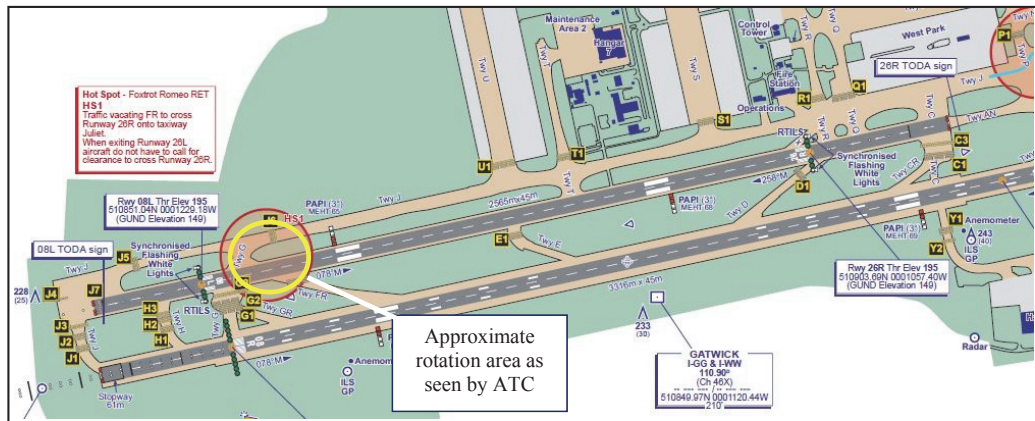 Hot Spot - Foxtrot Romeo RET
HS1
Traffic vacating FR to cross
Runway 26R onto taxiway
Juliet.
When exiting Runway 26L
aircraft do not have to call for
clearance to cross Runway 26R.
Maintenance
Area 2
Hangar
7
Control
Tower
West Park
Fire
Station
Operations
26R TODA sign
P1
Twy P
Twy J
Twy U
Twy T
Twy S
Twy R
Twy Q
Twy R
Twy Q
Twy C
Twy AN
R1
Q1
S1
T1
U1
C3
C1
D1
RTILS
Synchronised
Flashing
White
Lights
Twy CR
Twy C
Twy D
Twy T
Twy J
PAPI (3°)
MEHT 65
2565m x 45m
PAPI (3°)
MEHT 68
258°M
PAPI (3°)
MEHT 69
Y1
Y2
Anemometer
243
(40)
ILS
GP
Rwy 08L Thr Elev 195
510851.04N 0001229.18W
(GUND Elevation 149)
08L TODA sign
Synchronised
Flashing
White
Lights
RTILS
HS1
Twy G
078°M
E1
Twy E
3316m x 45m
Rwy 26R Thr Elev 195
510903.69N 0001057.40W
(GUND Elevation 149)
228
(25)
Twy J
J5
J4
J7
J3
J2
J1
Twy J
H3
H2
H1
Twy H
G2
G1
Twy G
Twy GR
Twy FR
078°M
Stopway
61m
ILS
GP
Approximate
rotation area as
seen by ATC
233
(30)
GATWICK
I-GG & I-WW
110.90°
(Ch 46X)
510849.97N 0001120.44W
210'
Radar